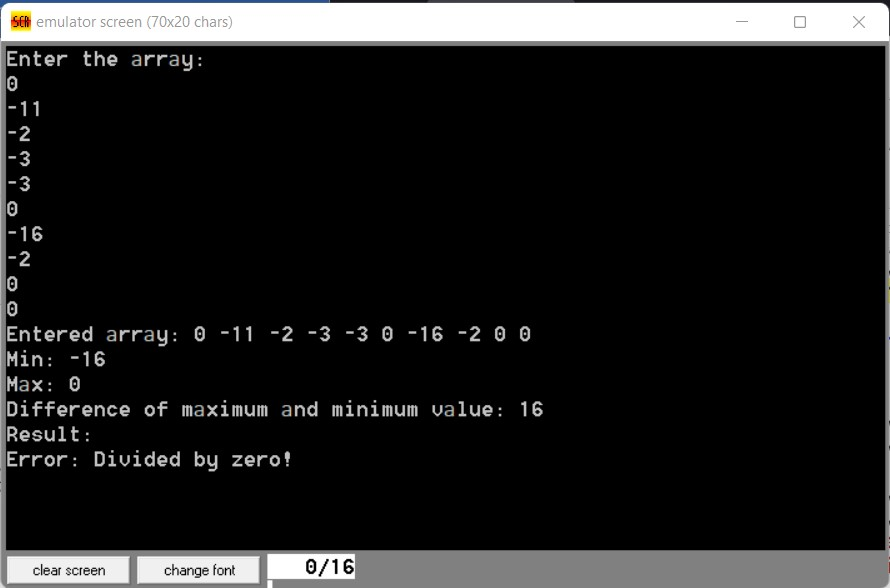 SCR emulator screen (70x20 chars)
Enter the array:
0
-11
-2
-3
-3
0
-16
-2
0
0
Entered array: 0 -11 -2 -3 -3 0 -16 -2 0 0
Min: -16
Max: 0
Difference of maximum and minimum value: 16
Result:
Error: Divided by zero!
clear screen change font 0/16